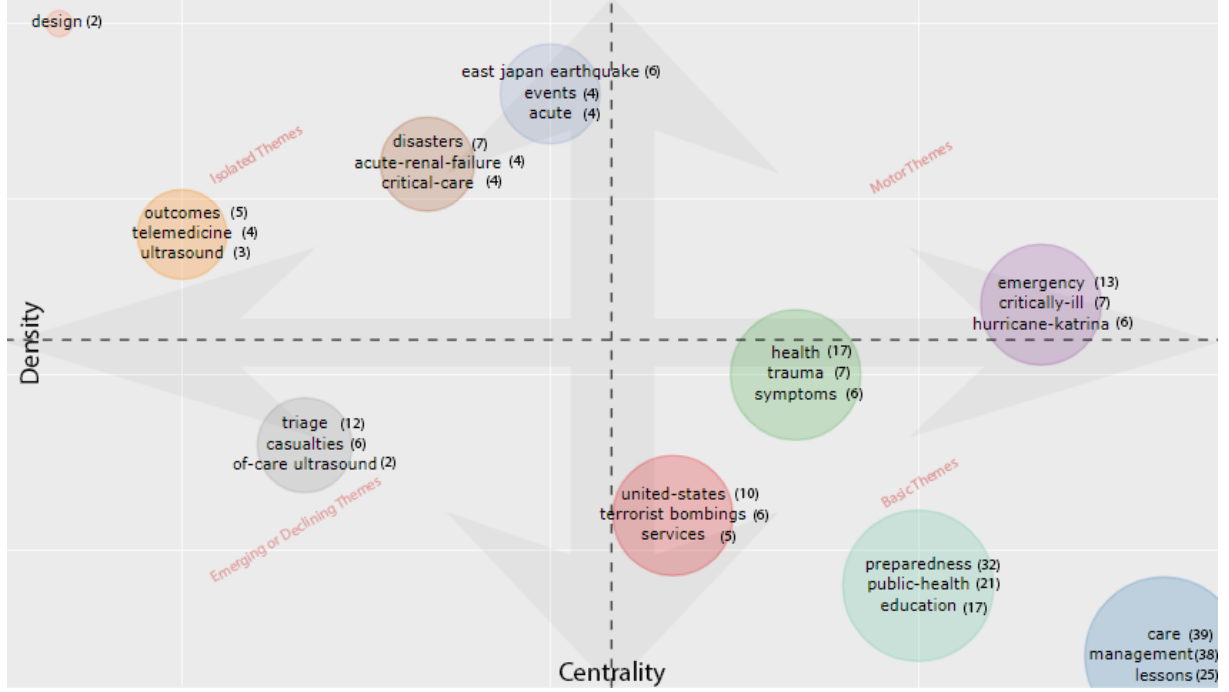 design (2)
east japan earthquake (6)
events (4)
acute (4)
disasters (7)
acute-renal-failure (4)
critical-care (4)
Isolated Themes
MotorThemes
outcomes (5)
telemedicine (4)
ultrasound (3)
emergency (13)
critically-ill (7)
hurricane-katrina (6)
Density
health (17)
trauma (7)
symptoms (6)
triage (12)
casualties (6)
of-care ultrasound (2)
Emerging or Declining Themes
Basic Themes
united-states (10)
terrorist bombings (6)
services (5)
preparedness (32)
public-health (21)
education (17)
care (39)
management (38)
lessons (25)
Centrality